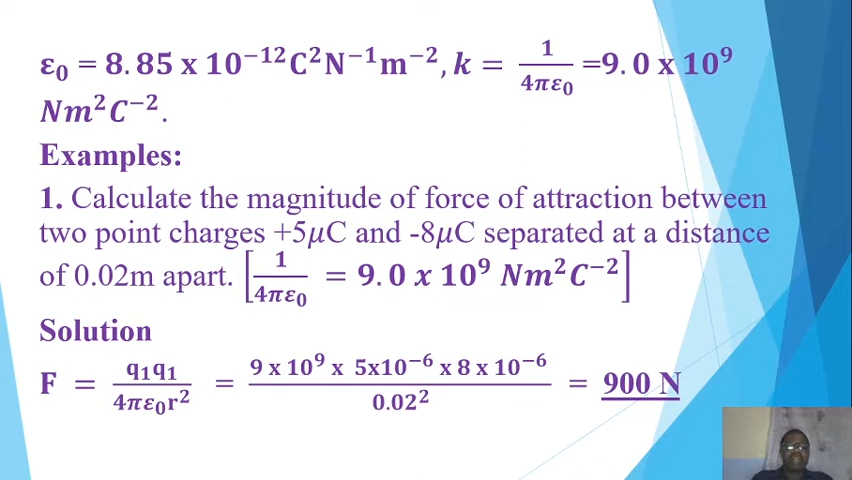 ε₀ = 8.85 x 10⁻¹²C²N⁻¹m⁻², k = 1/4πε₀ =9.0 x 10⁹
Nm²C⁻².
Examples:
1. Calculate the magnitude of force of attraction between
two point charges +5μC and -8μC separated at a distance
of 0.02m apart. [1/4πε₀ = 9.0 x 10⁹ Nm²C⁻²]
Solution
F = q₁q₁/4πε₀r² = 9 x 10⁹ x 5x10⁻⁶ x 8 x 10⁻⁶/0.02² = 900 N